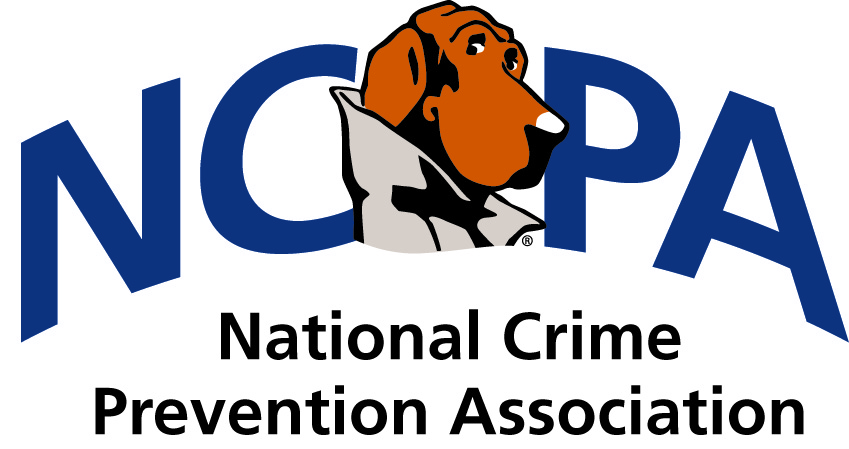 NCPA
®
National Crime
Prevention Association